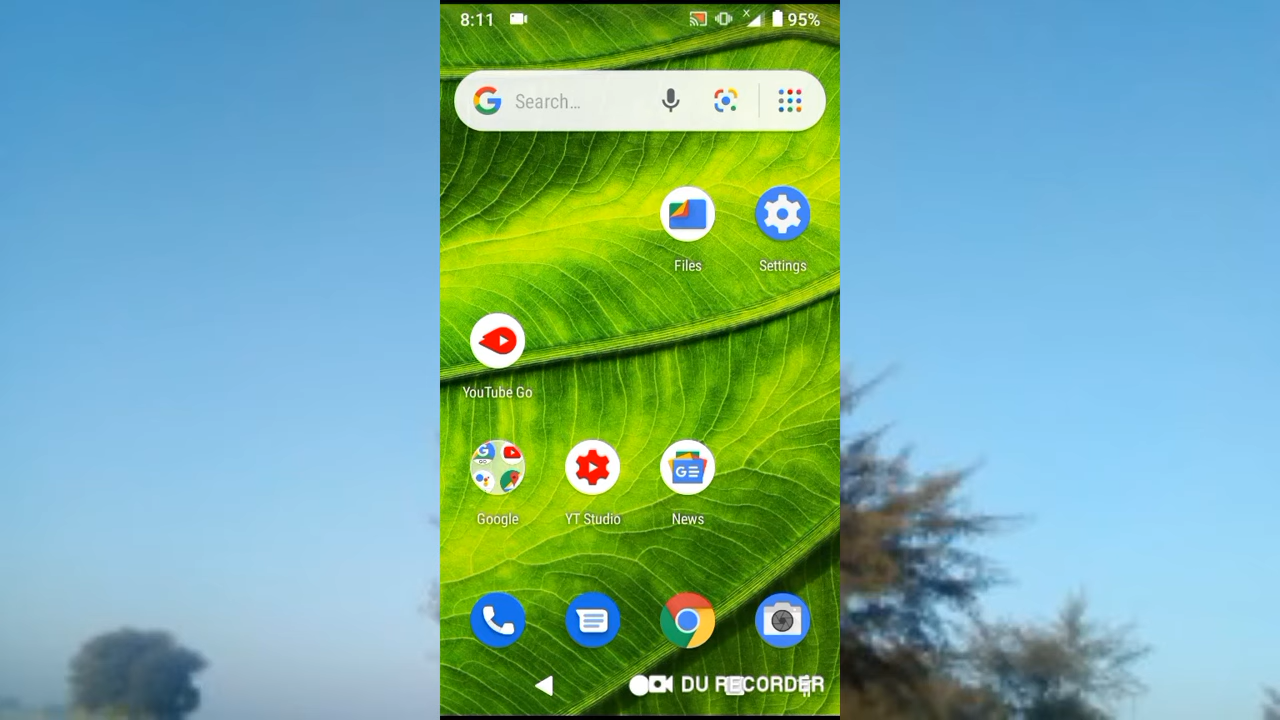 8:11 95%
Search...
Files Settings
YouTube Go
Google YT Studio News
DU RECORDER